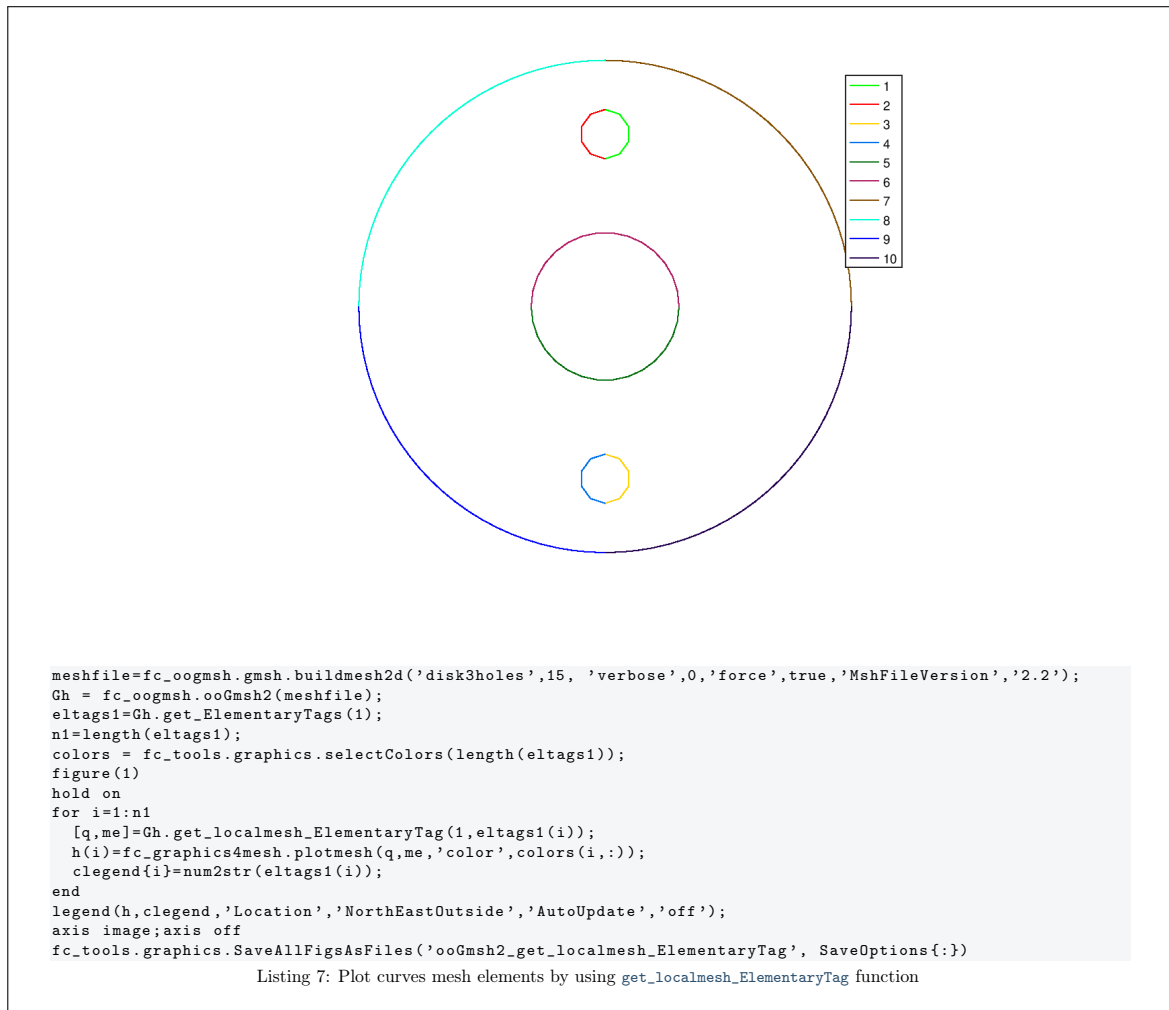 1
2
3
4
5
6
7
8
9
10
meshfile=fc_oogmsh.gmsh.buildmesh2d('disk3holes',15, 'verbose',0,'force',true,'MshFileVersion','2.2');
Gh = fc_oogmsh.ooGmsh2(meshfile);
eltags1=Gh.get_ElementaryTags(1);
n1=length(eltags1);
colors = fc_tools.graphics.selectColors(length(eltags1));
figure(1)
hold on
for i=1:n1
  [q,me]=Gh.get_localmesh_ElementaryTag(1,eltags1(i));
  h(i)=fc_graphics4mesh.plotmesh(q,me,'color',colors(i,:));
  clegend{i}=num2str(eltags1(i));
end
legend(h,clegend,'Location','NorthEastOutside','AutoUpdate','off');
axis image;axis off
fc_tools.graphics.SaveAllFigsAsFiles('ooGmsh2_get_localmesh_ElementaryTag', SaveOptions{:})
Listing 7: Plot curves mesh elements by using get_localmesh_ElementaryTag function